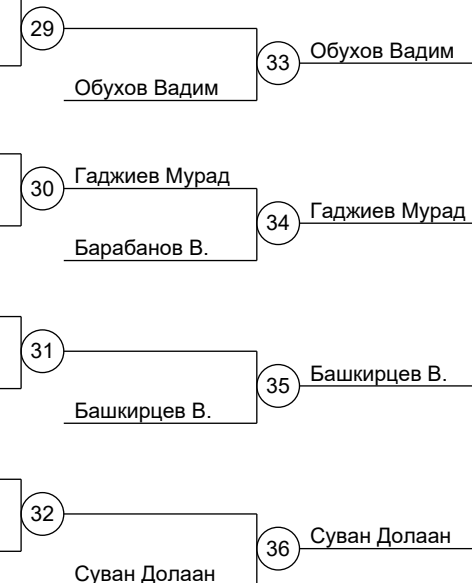 29
33
Обухов Вадим
Обухов Вадим
30
Гаджиев Мурад
34
Гаджиев Мурад
Барабанов В.
31
35
Башкирцев В.
Башкирцев В.
32
36
Суван Долаан
Суван Долаан